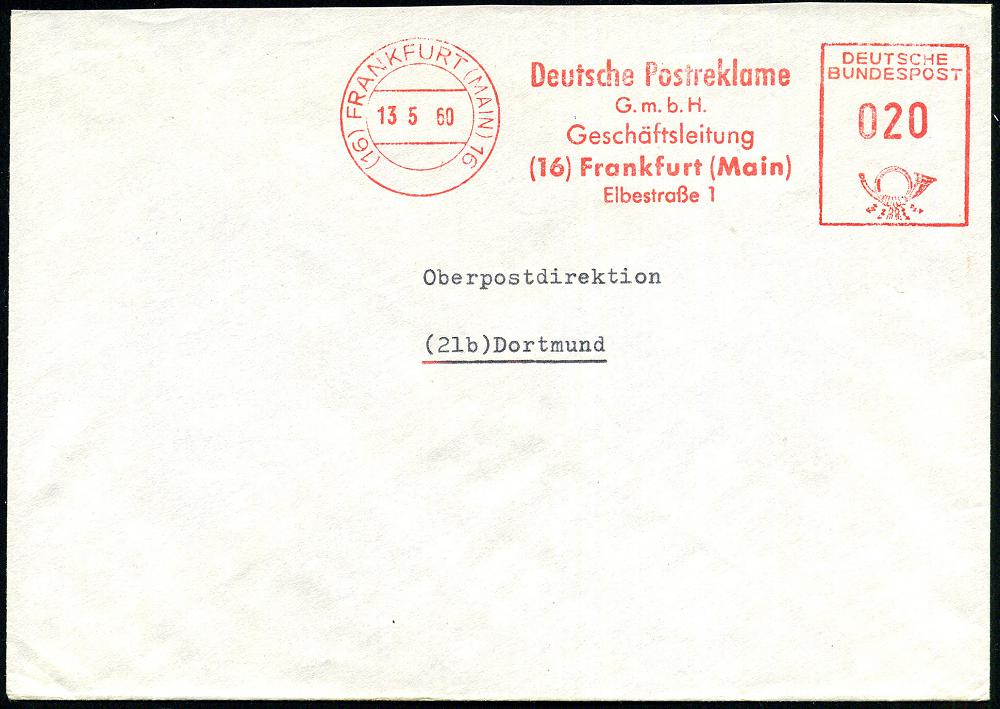 (16) FRANKFURT (MAIN) 16
13 5 60
Deutsche Postreklame
G. m. b. H.
Geschäftsleitung
(16) Frankfurt (Main)
Elbestraße 1
DEUTSCHE
BUNDESPOST
020
Oberpostdirektion
(21b)Dortmund